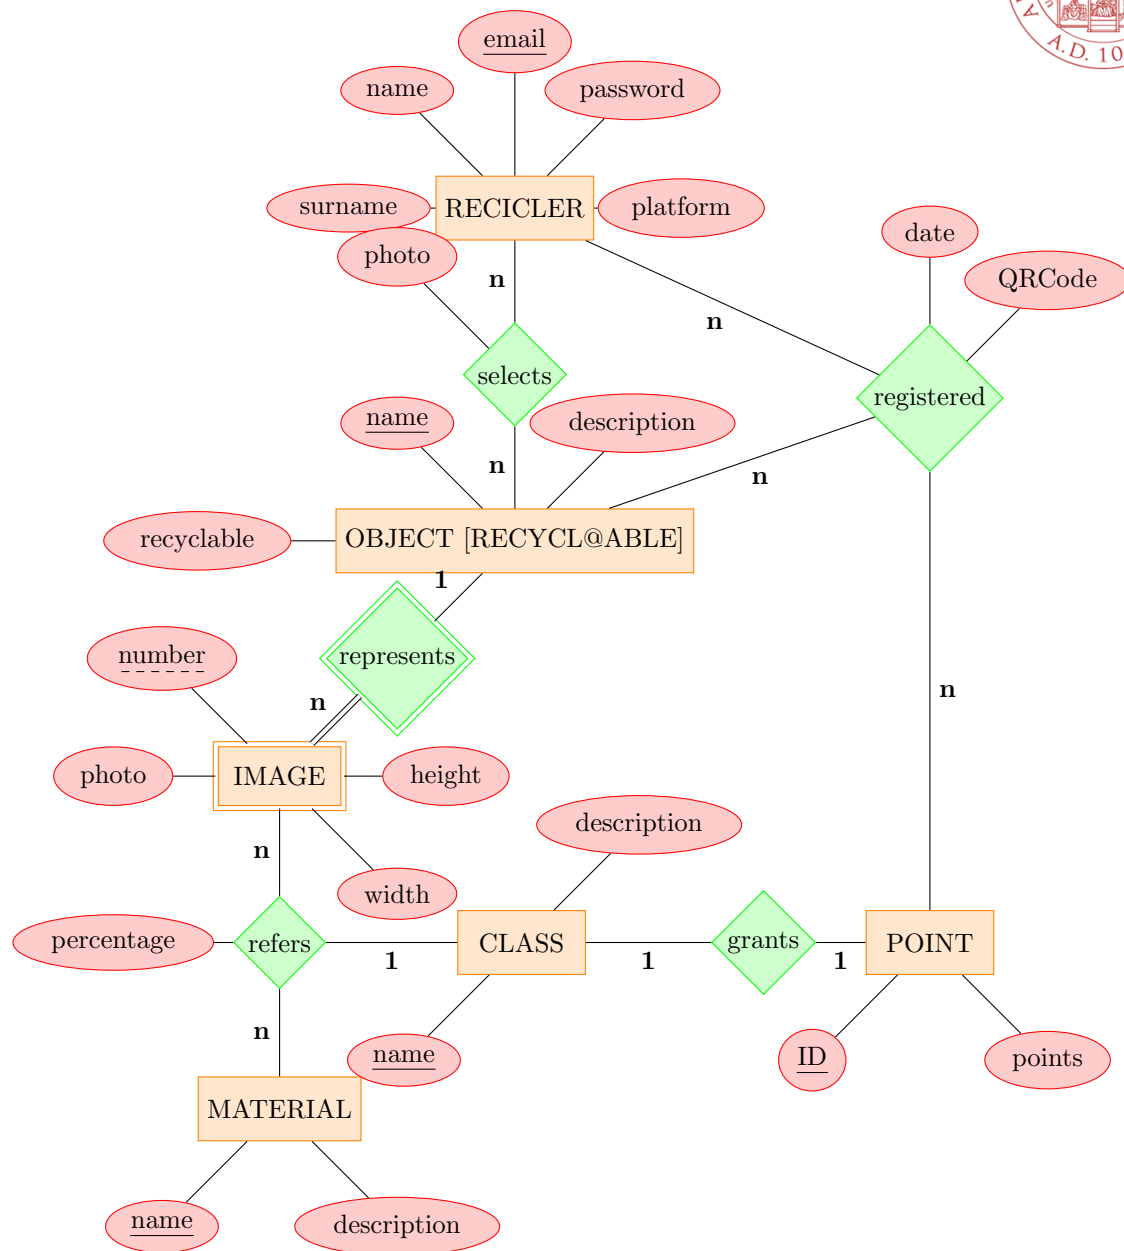 email
A.D. 10
name
password
surname
RECICLER
platform
photo
date
QRCode
n
n
selects
registered
name
description
n
n
recyclable
OBJECT [RECYCL@ABLE]
1
number
represents
n
n
photo
IMAGE
height
description
n
width
percentage
refers
1
CLASS
1
grants
1
POINT
n
name
ID
points
MATERIAL
name
description